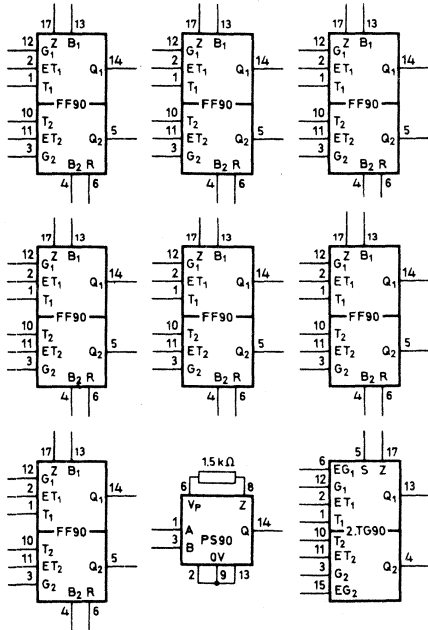 17 13 17 13 17 13
12 Z B1 12 Z B1 12 Z B1
G1 14 G1 14 G1 14
2 ET1 Q1 2 ET1 Q1 2 ET1 Q1
1 T1 1 T1 1 T1
FF90 FF90 FF90
10 T2 10 T2 10 T2
11 ET2 Q2 5 11 ET2 Q2 5 11 ET2 Q2 5
3 G2 3 G2 3 G2
B2 R B2 R B2 R
4 6 4 6 4 6
17 13 17 13 17 13
12 Z B1 12 Z B1 12 Z B1
G1 14 G1 14 G1 14
2 ET1 Q1 2 ET1 Q1 2 ET1 Q1
1 T1 1 T1 1 T1
FF90 FF90 FF90
10 T2 10 T2 10 T2
11 ET2 Q2 5 11 ET2 Q2 5 11 ET2 Q2 5
3 G2 3 G2 3 G2
B2 R B2 R B2 R
4 6 4 6 4 6
17 13
12 Z B1
G1 14
2 ET1 Q1
1 T1
FF90
10 T2
11 ET2 Q2 5
3 G2
B2 R
4 6
1.5 kΩ
6 8
VP Z
1 A Q 14
3 B PS90
0V
2 9 13
5 17
6 EG1 S Z
12 G1
2 ET1 Q1 13
1 T1
2.TG90
10 T2
11 ET2
3 G2 Q2 4
15 EG2